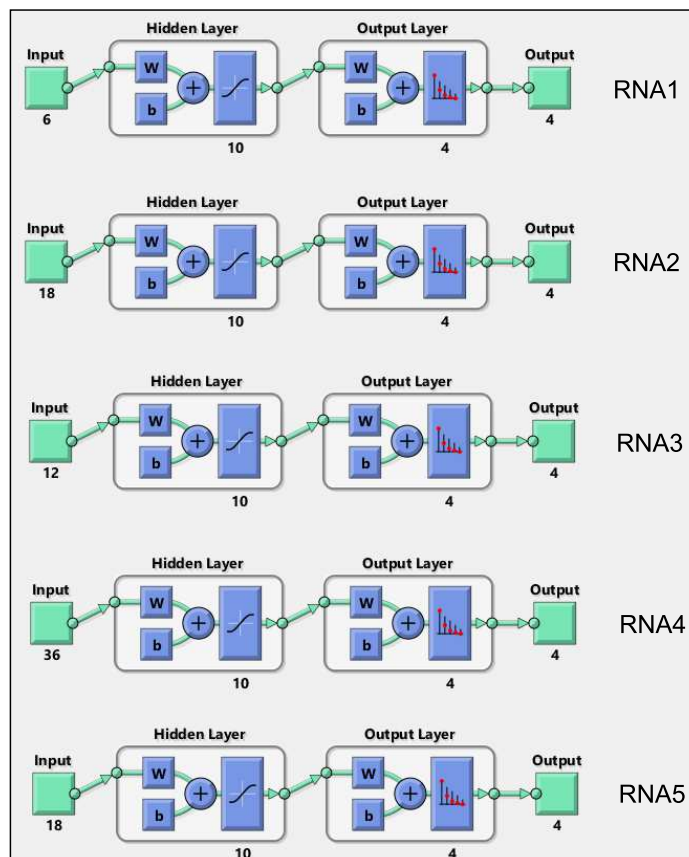 Hidden Layer Output Layer
Input Output
W W
b b
6 10 4 4
RNA1
Hidden Layer Output Layer
Input Output
W W
b b
18 10 4 4
RNA2
Hidden Layer Output Layer
Input Output
W W
b b
12 10 4 4
RNA3
Hidden Layer Output Layer
Input Output
W W
b b
36 10 4 4
RNA4
Hidden Layer Output Layer
Input Output
W W
b b
18 10 4 4
RNA5